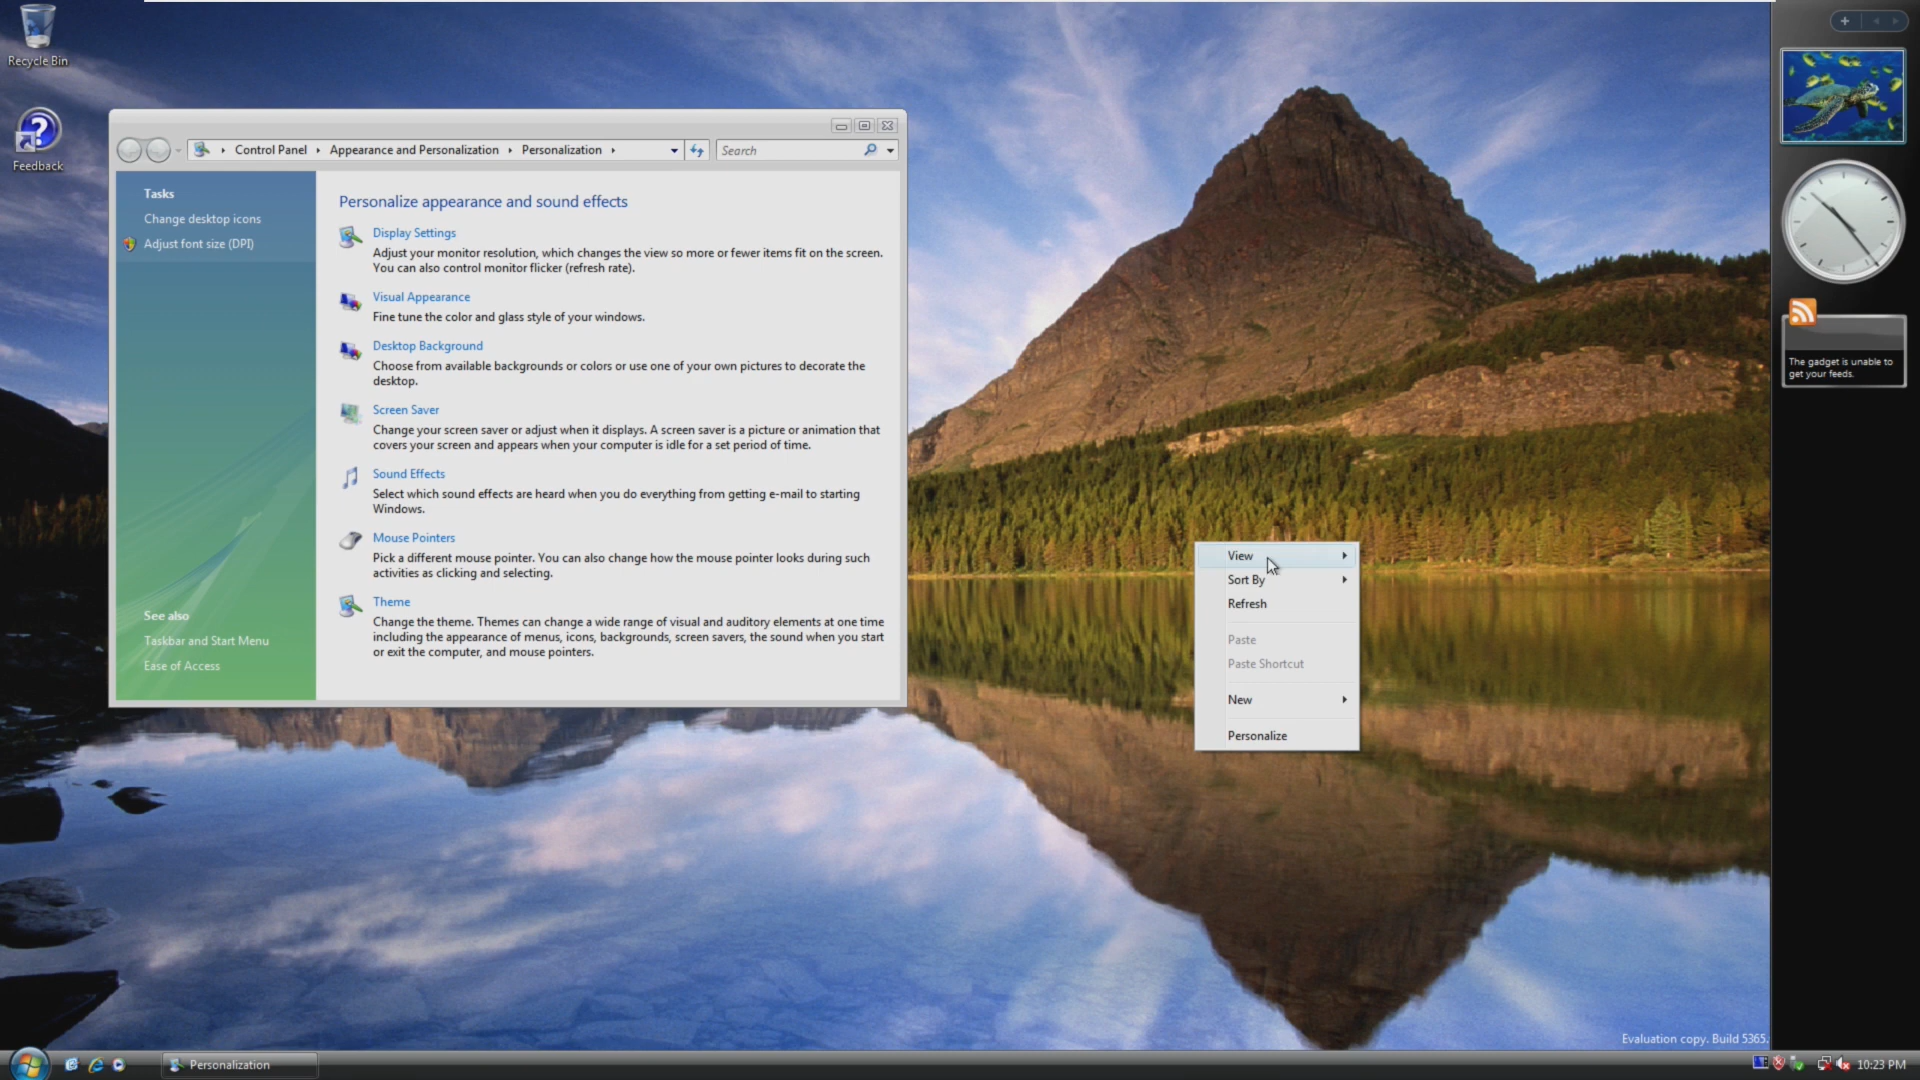 Recycle Bin
Feedback
Control Panel
Appearance and Personalization
Personalization
Search
Tasks
Change desktop icons
Adjust font size (DPI)
See also
Taskbar and Start Menu
Ease of Access
Personalize appearance and sound effects
Display Settings
Adjust your monitor resolution, which changes the view so more or fewer items fit on the screen.
You can also control monitor flicker (refresh rate).
Visual Appearance
Fine tune the color and glass style of your windows.
Desktop Background
Choose from available backgrounds or colors or use one of your own pictures to decorate the
desktop.
Screen Saver
Change your screen saver or adjust when it displays. A screen saver is a picture or animation that
covers your screen and appears when your computer is idle for a set period of time.
Sound Effects
Select which sound effects are heard when you do everything from getting e-mail to starting
Windows.
Mouse Pointers
Pick a different mouse pointer. You can also change how the mouse pointer looks during such
activities as clicking and selecting.
Theme
Change the theme. Themes can change a wide range of visual and auditory elements at one time
including the appearance of menus, icons, backgrounds, screen savers, the sound when you start
or exit the computer, and mouse pointers.
View
Sort By
Refresh
Paste
Paste Shortcut
New
Personalize
The gadget is unable to
get your feeds.
Evaluation copy. Build 5365.
Personalization
10:23 PM